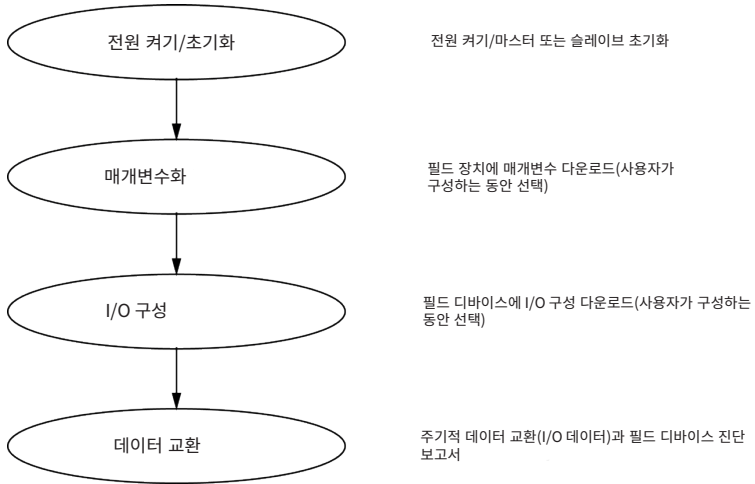 전원 켜기/초기화
전원 켜기/마스터 또는 슬레이브 초기화
매개변수화
필드 장치에 매개변수 다운로드(사용자가
구성하는 동안 선택)
I/O 구성
필드 디바이스에 I/O 구성 다운로드(사용자가 구성하는
동안 선택)
데이터 교환
주기적 데이터 교환(I/O 데이터)과 필드 디바이스 진단
보고서